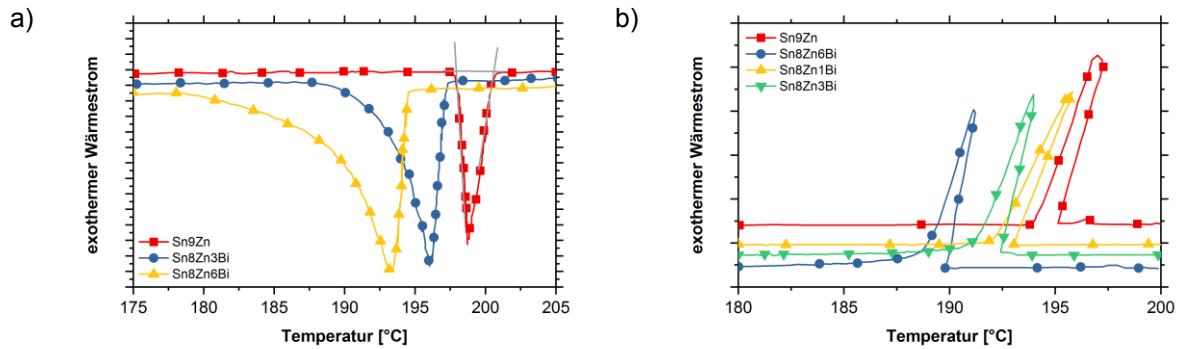 a)
exothermer Wärmestrom
Sn9Zn
Sn8Zn3Bi
Sn8Zn6Bi
175 180 185 190 195 200 205
Temperatur [°C]
b)
exothermer Wärmestrom
Sn9Zn
Sn8Zn6Bi
Sn8Zn1Bi
Sn8Zn3Bi
180 185 190 195 200
Temperatur [°C]